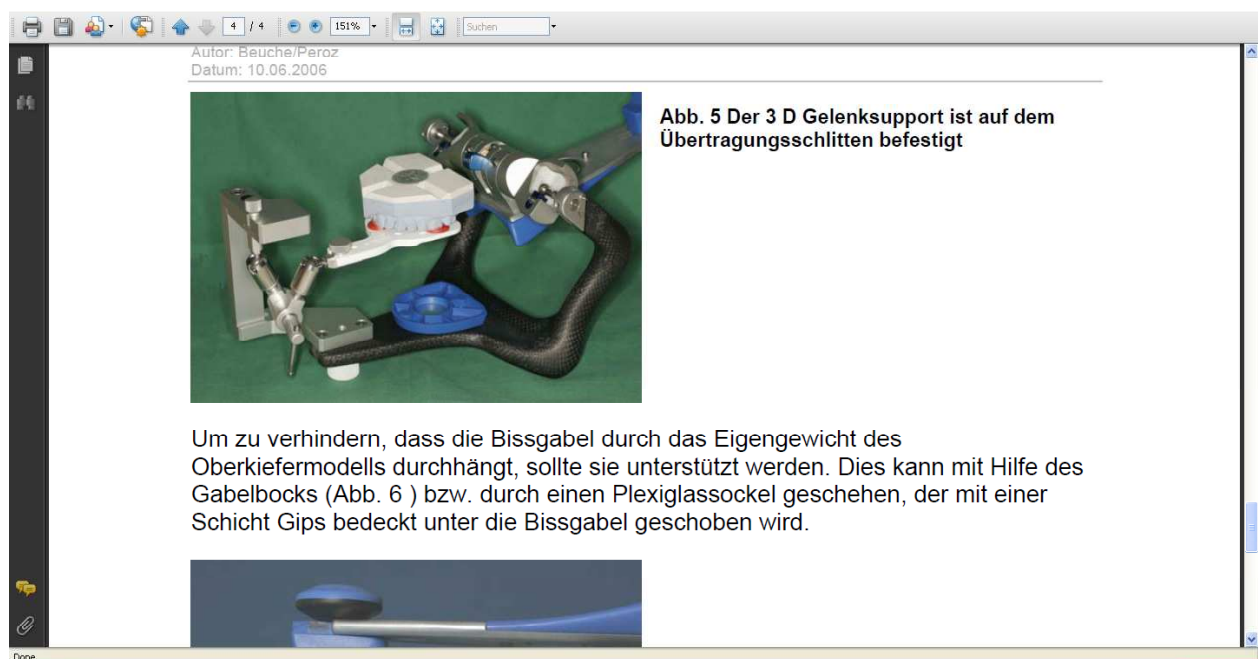 4 / 4
151%
Suchen
Autor: Beuche/Peroz
Datum: 10.06.2006
Abb. 5 Der 3 D Gelenksupport ist auf dem
Übertragungsschlitten befestigt
Um zu verhindern, dass die Bissgabel durch das Eigengewicht des
Oberkiefermodells durchhängt, sollte sie unterstützt werden. Dies kann mit Hilfe des
Gabelbocks (Abb. 6 ) bzw. durch einen Plexiglassockel geschehen, der mit einer
Schicht Gips bedeckt unter die Bissgabel geschoben wird.
Done